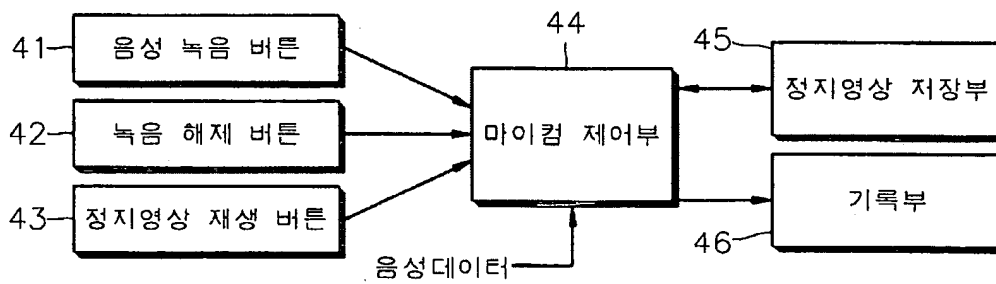 41 음성 녹음 버튼
42 녹음 해제 버튼
43 정지영상 재생 버튼
44
마이컴 제어부
음성데이터
45
정지영상 저장부
기록부
46